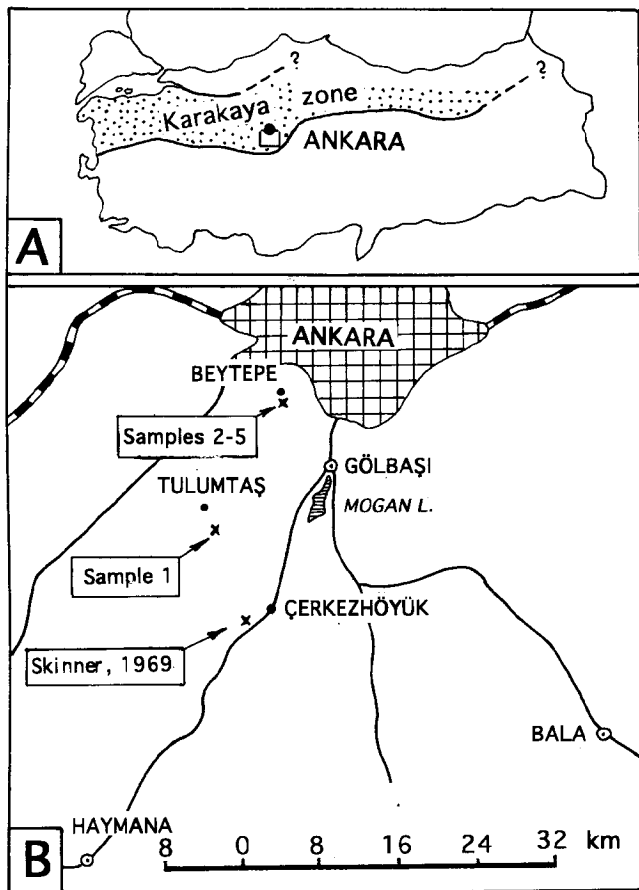 ?
?
Karakaya zone
ANKARA
A
ANKARA
BEYTEPE
Samples 2-5
GÖLBAŞI
TULUMTAŞ
MOGAN L.
Sample 1
ÇERKEZHÖYÜK
Skinner, 1969
BALA
HAYMANA
B
8 0 8 16 24 32 km